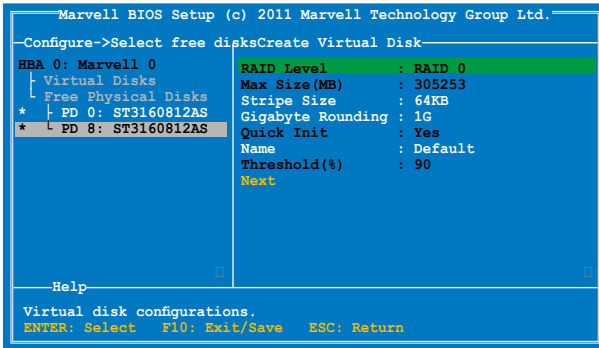 Marvell BIOS Setup (c) 2011 Marvell Technology Group Ltd.
Configure->Select free disksCreate Virtual Disk
HBA 0: Marvell 0
Virtual Disks
Free Physical Disks
* PD 0: ST3160812AS
* PD 8: ST3160812AS
RAID Level : RAID 0
Max Size(MB) : 305253
Stripe Size : 64KB
Gigabyte Rounding : 1G
Quick Init : Yes
Name : Default
Threshold(%) : 90
Next
Help
Virtual disk configurations.
ENTER: Select F10: Exit/Save ESC: Return